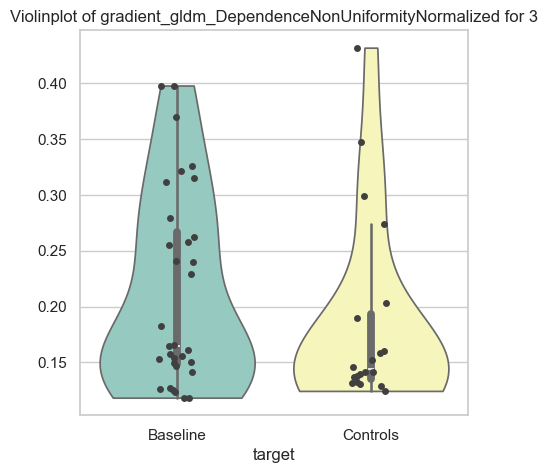 Violinplot of gradient_gldm_DependenceNonUniformityNormalized for 3
0.40
0.35
0.30
0.25
0.20
0.15
Baseline
Controls
target